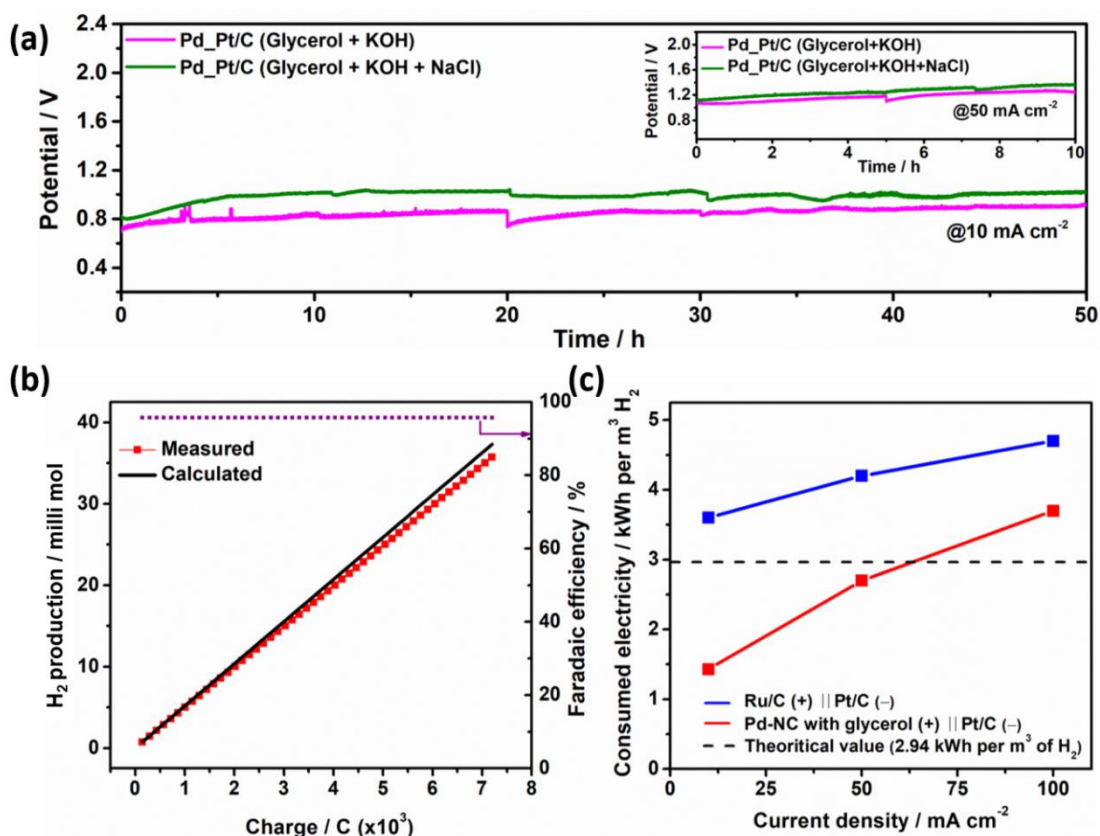 (a)
2.4
2.0
1.6
1.2
0.8
0.4
Potential / V
Pd_Pt/C (Glycerol + KOH)
Pd_Pt/C (Glycerol + KOH + NaCl)
@10 mA cm-2
0 10 20 30 40 50
Time / h
2.0
1.6
1.2
0.8
Potential / V
Pd_Pt/C (Glycerol+KOH)
Pd_Pt/C (Glycerol+KOH+NaCl)
@50 mA cm-2
0 2 4 6 8 10
Time / h
(b)
40
30
20
10
0
H2 production / milli mol
Measured
Calculated
100
80
60
40
20
0
Faradaic efficiency / %
0 1 2 3 4 5 6 7 8
Charge / C (x10³)
(c)
5
4
3
2
1
0
Consumed electricity / kWh per m³ H2
Ru/C (+) || Pt/C (−)
Pd-NC with glycerol (+) || Pt/C (−)
Theoritical value (2.94 kWh per m³ of H2)
0 25 50 75 100
Current density / mA cm-2